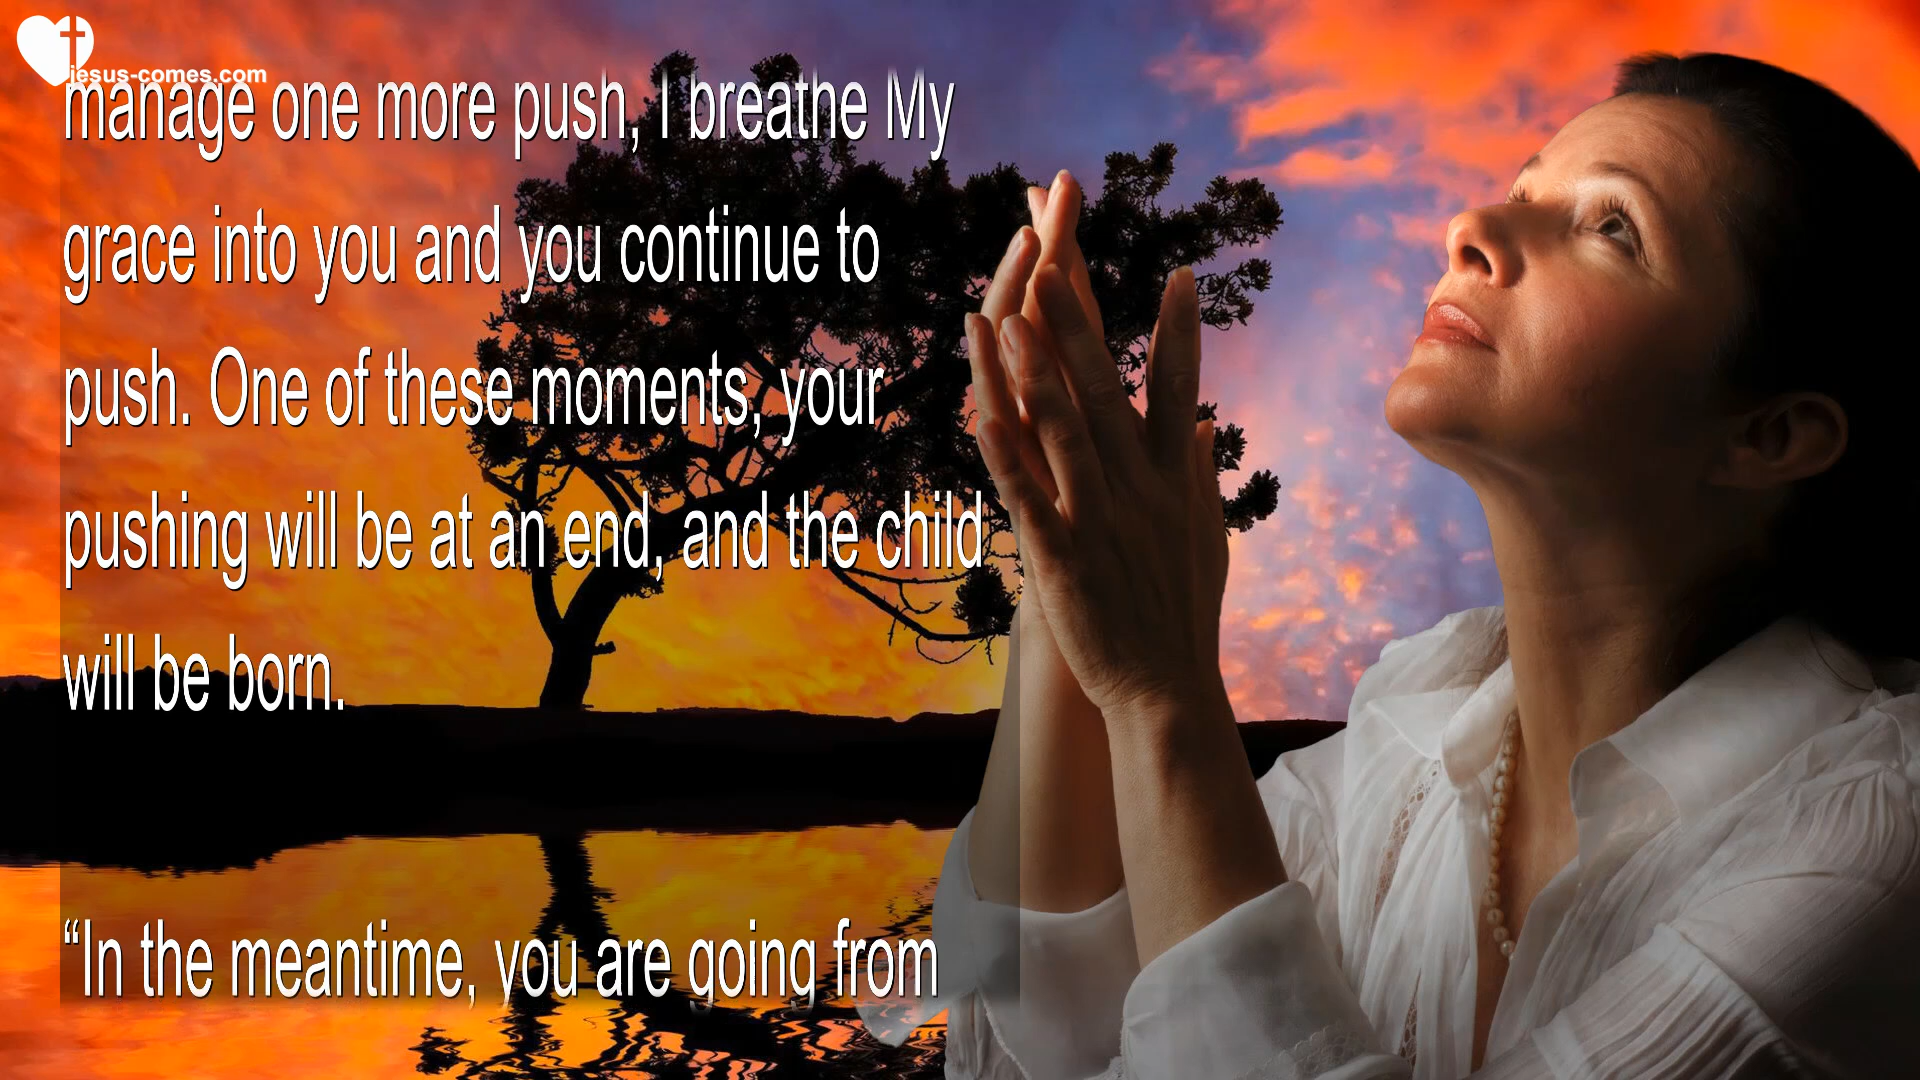 jesus-comes.com
manage one more push, I breathe My
grace into you and you continue to
push. One of these moments, your
pushing will be at an end, and the child
will be born.
“In the meantime, you are going from